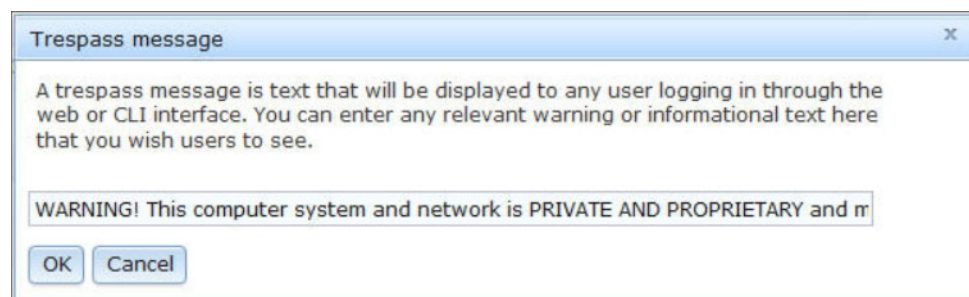 Trespass message
A trespass message is text that will be displayed to any user logging in through the
web or CLI interface. You can enter any relevant warning or informational text here
that you wish users to see.
WARNING! This computer system and network is PRIVATE AND PROPRIETARY and m
OK Cancel